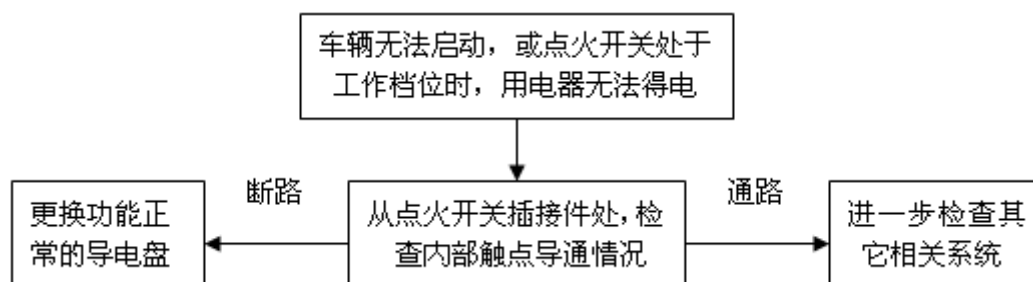 车辆无法启动，或点火开关处于
工作档位时，用电器无法得电
断路
通路
更换功能正
常的导电盘
从点火开关插接件处，检
查内部触点导通情况
进一步检查其
它相关系统